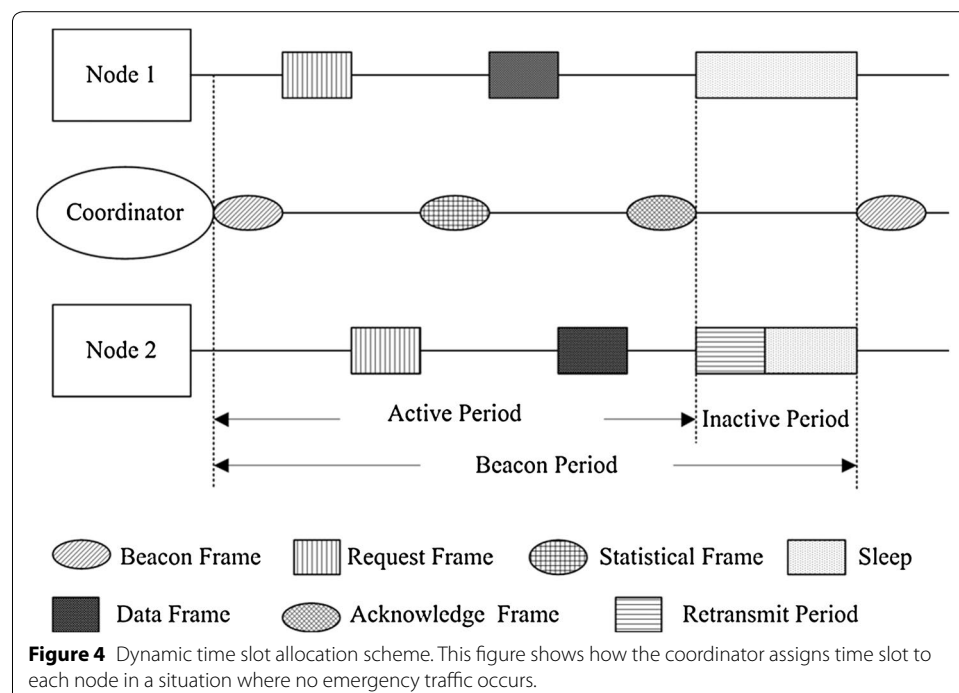 Node 1
Coordinator
Node 2
Active Period
Inactive Period
Beacon Period
Beacon Frame
Request Frame
Statistical Frame
Sleep
Data Frame
Acknowledge Frame
Retransmit Period
Figure 4 Dynamic time slot allocation scheme. This figure shows how the coordinator assigns time slot to
each node in a situation where no emergency traffic occurs.